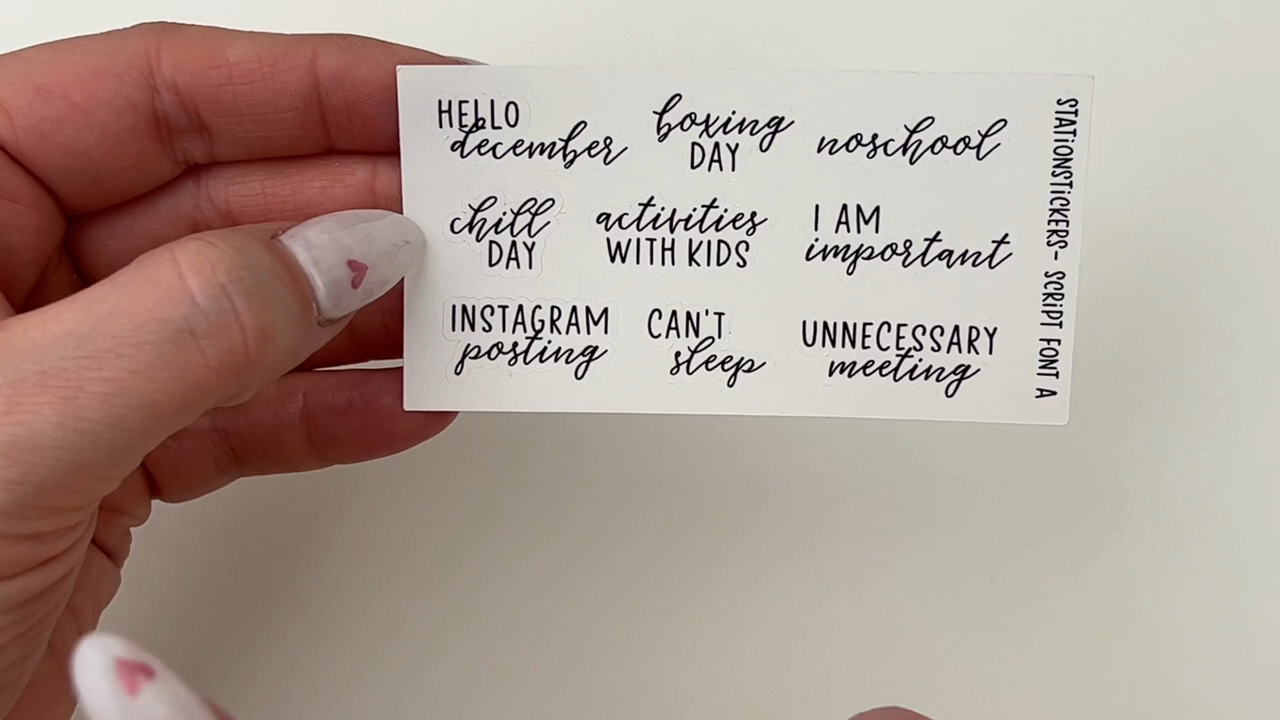 HELLO
december
boxing
DAY
noschool
chill
DAY
activities
WITH KIDS
I AM
important
INSTAGRAM
posting
CAN'T
sleep
UNNECESSARY
meeting
STATiONSTiCKERS- SCRiPT FONT A